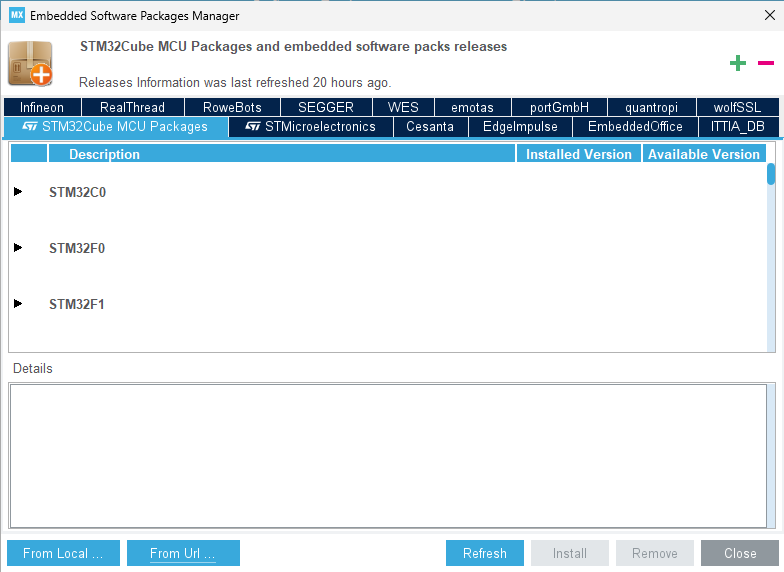 MX Embedded Software Packages Manager
STM32Cube MCU Packages and embedded software packs releases
Releases Information was last refreshed 20 hours ago.
Infineon RealThread RoweBots SEGGER WES emotas portGmbH quantropi wolfSSL
STM32Cube MCU Packages STMicroelectronics Cesanta EdgeImpulse EmbeddedOffice ITTIA_DB
Description Installed Version Available Version
STM32C0
STM32F0
STM32F1
Details
From Local ... From Url ... Refresh Install Remove Close